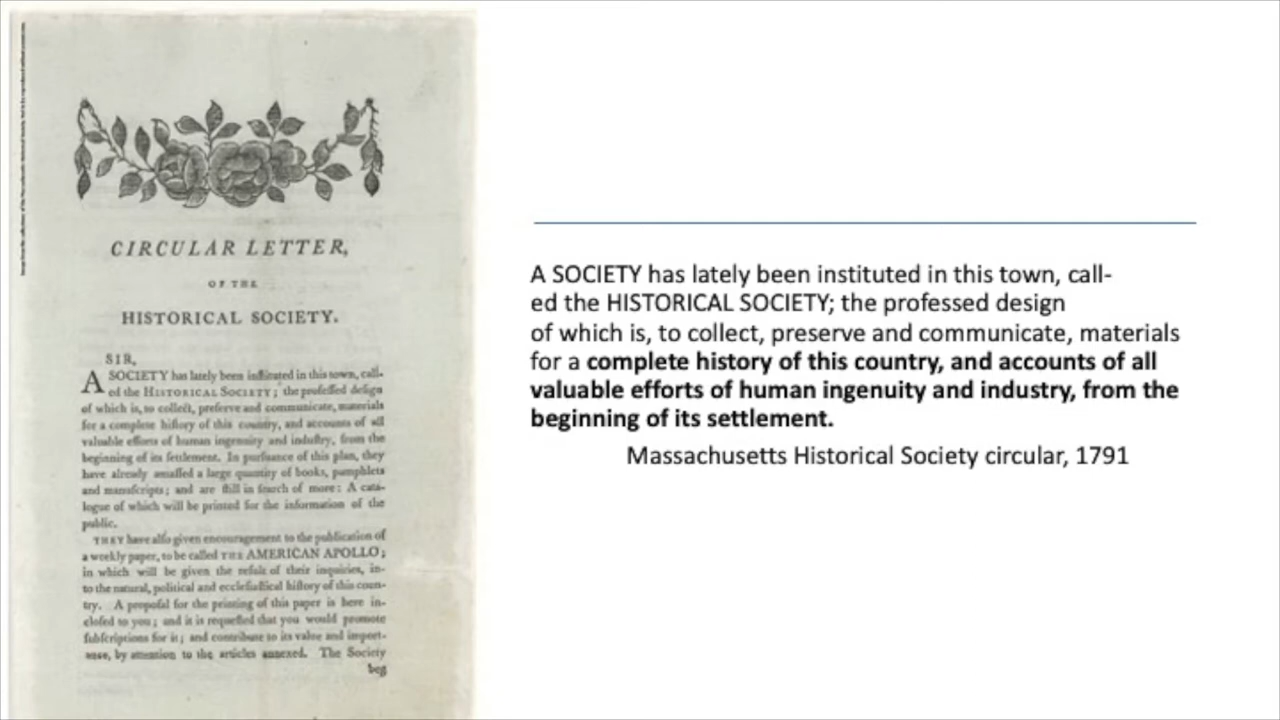 CIRCULAR LETTER,
OF THE
HISTORICAL SOCIETY.
SIR,
A SOCIETY has lately been inſtituted in this town, call-
ed the HISTORICAL SOCIETY; the profeſſed deſign
of which is, to collect, preſerve and communicate, materials
for a complete hiſtory of this country, and accounts of all
valuable efforts of human ingenuity and induſtry, from the
beginning of its ſettlement. In purſuance of this plan, they
have already amaſſed a large quantity of books, pamphlets
and manuſcripts; and are ſtill in ſearch of more: A cata-
logue of which will be printed for the information of the
public.
THEY have alſo given encouragement to the publication of
a weekly paper, to be called THE AMERICAN APOLLO;
in which will be given the reſult of their inquiries, in-
to the natural, political and eccleſiaſtical hiſtory of this coun-
try. A propoſal for the printing of this paper is here in-
cloſed to you; and it is requeſted that you would promote
ſubſcriptions for it; and contribute to its value and import-
ance, by attention to the articles annexed. The Society
beg
A SOCIETY has lately been instituted in this town, call-
ed the HISTORICAL SOCIETY; the professed design
of which is, to collect, preserve and communicate, materials
for a complete history of this country, and accounts of all
valuable efforts of human ingenuity and industry, from the
beginning of its settlement.
Massachusetts Historical Society circular, 1791